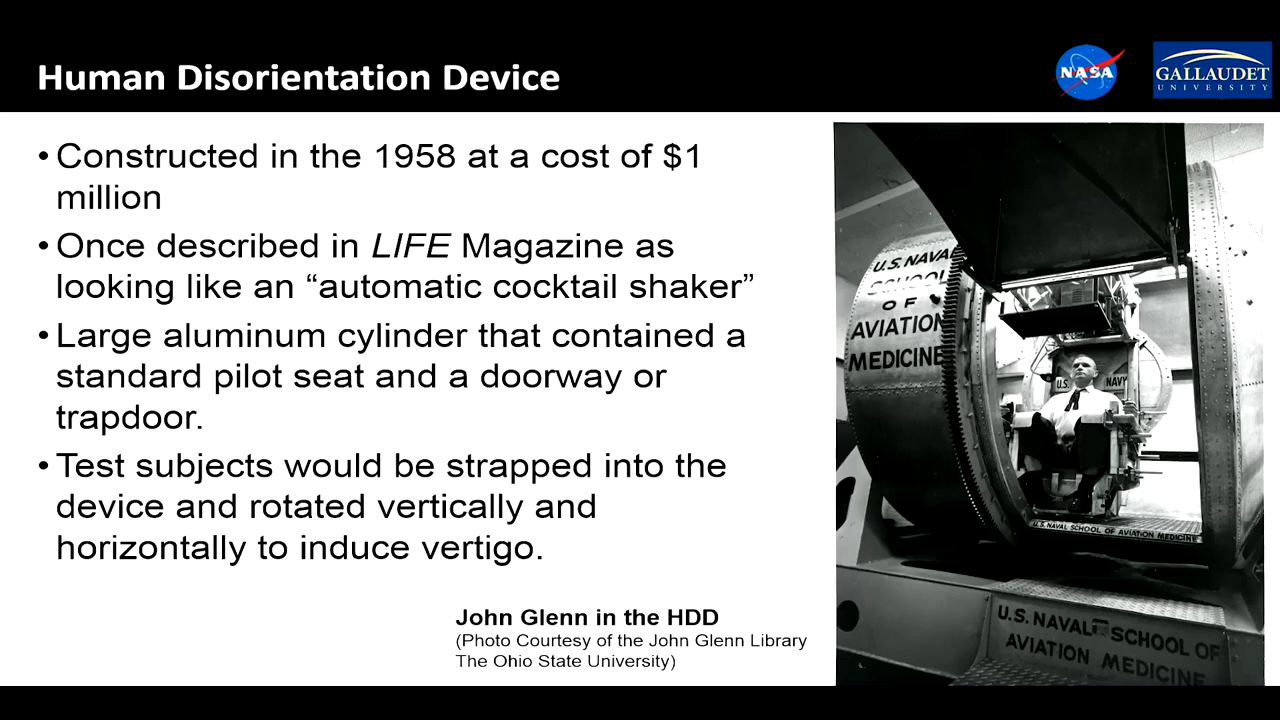 Human Disorientation Device
NASA
GALLAUDET
UNIVERSITY
• Constructed in the 1958 at a cost of $1
million
• Once described in LIFE Magazine as
looking like an “automatic cocktail shaker”
• Large aluminum cylinder that contained a
standard pilot seat and a doorway or
trapdoor.
• Test subjects would be strapped into the
device and rotated vertically and
horizontally to induce vertigo.
John Glenn in the HDD
(Photo Courtesy of the John Glenn Library
The Ohio State University)
U.S. NAVAL
SCHOOL
OF
AVIATION
MEDICINE
U.S. NAVY
U.S. NAVAL SCHOOL OF AVIATION MEDICINE
U.S. NAVAL SCHOOL OF
AVIATION MEDICINE